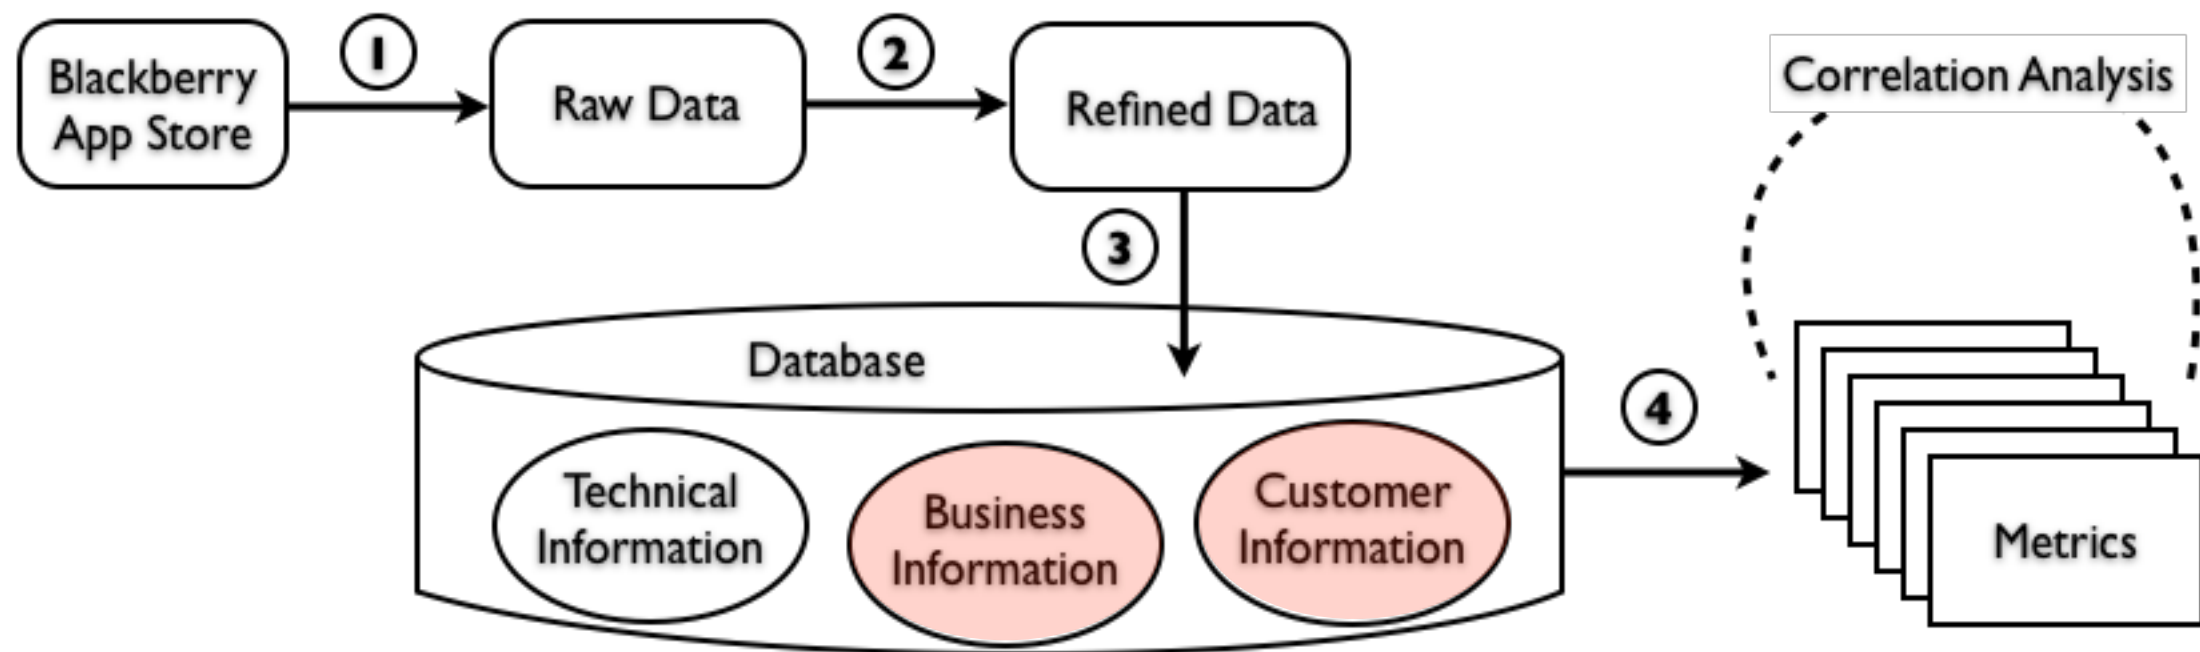 Blackberry
App Store
1
Raw Data
2
Refined Data
Correlation Analysis
3
Database
4
Technical
Information
Business
Information
Customer
Information
Metrics